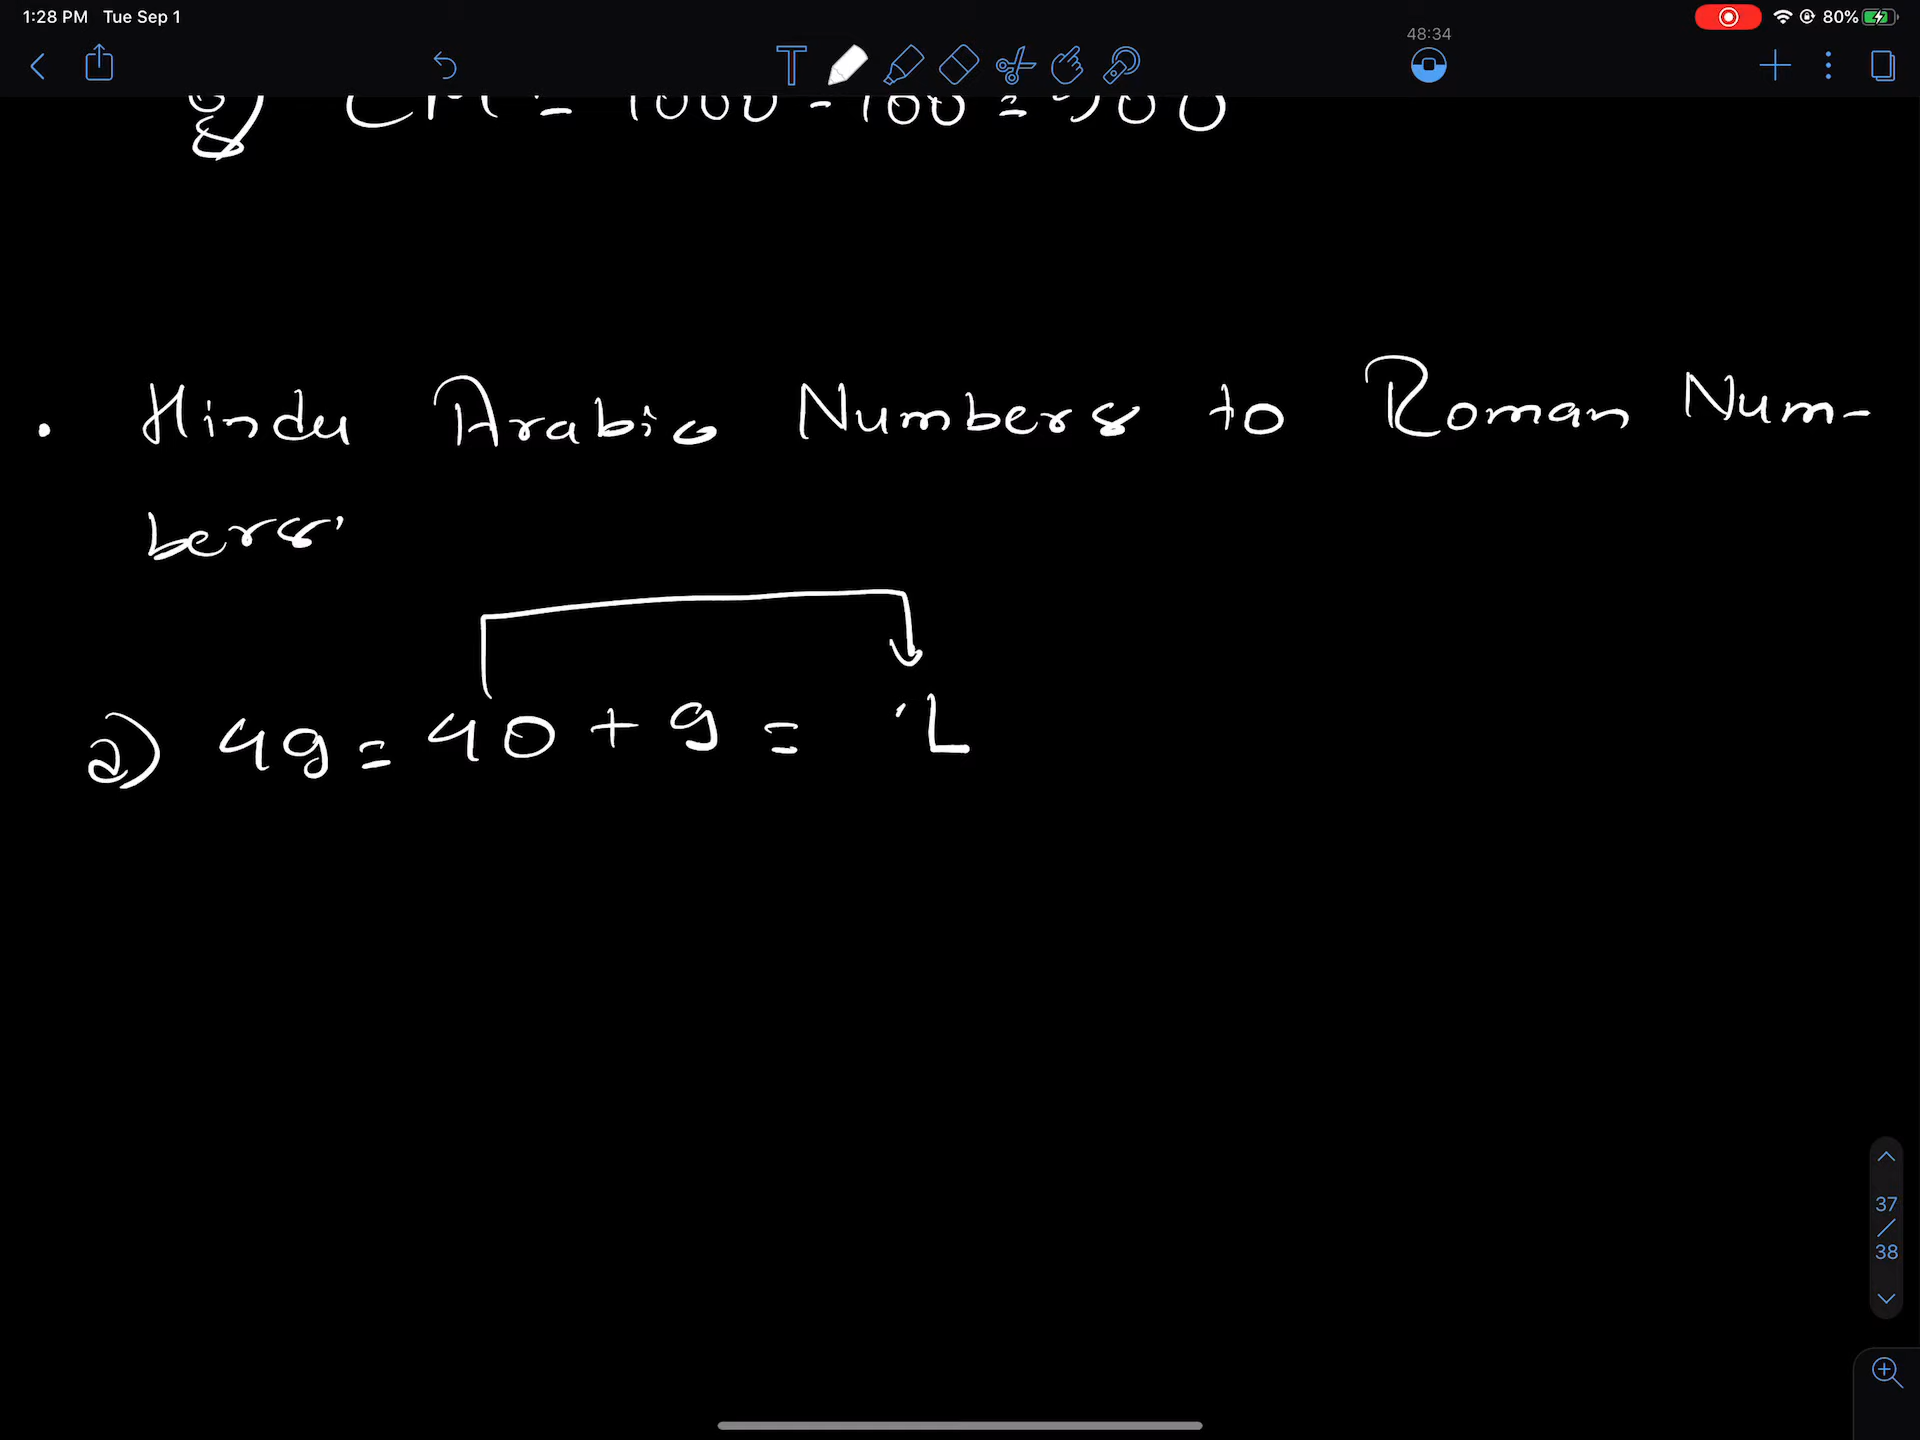 1:28 PM Tue Sep 1
80%
48:34
g) CM = 1000 - 100 = 900
. Hindu Arabic Numbers to Roman Num-
bers.
a) 49 = 40 + 9 = L
37
/
38